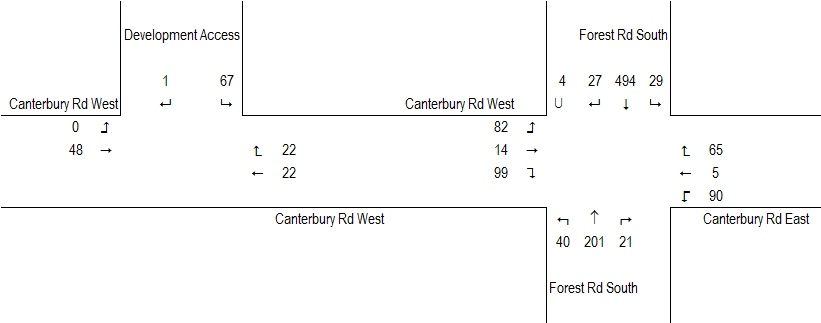 Development Access
Forest Rd South
1 67
4 27 494 29
Canterbury Rd West ↵ ↳
Canterbury Rd West U ↵ ↓ ↳
0 ⮥
82 ⮥
48 →
↰ 22
14 →
↰ 65
← 22
99 ↴
← 5
↱ 90
Canterbury Rd West
↰ ↑ ↱
Canterbury Rd East
40 201 21
Forest Rd South